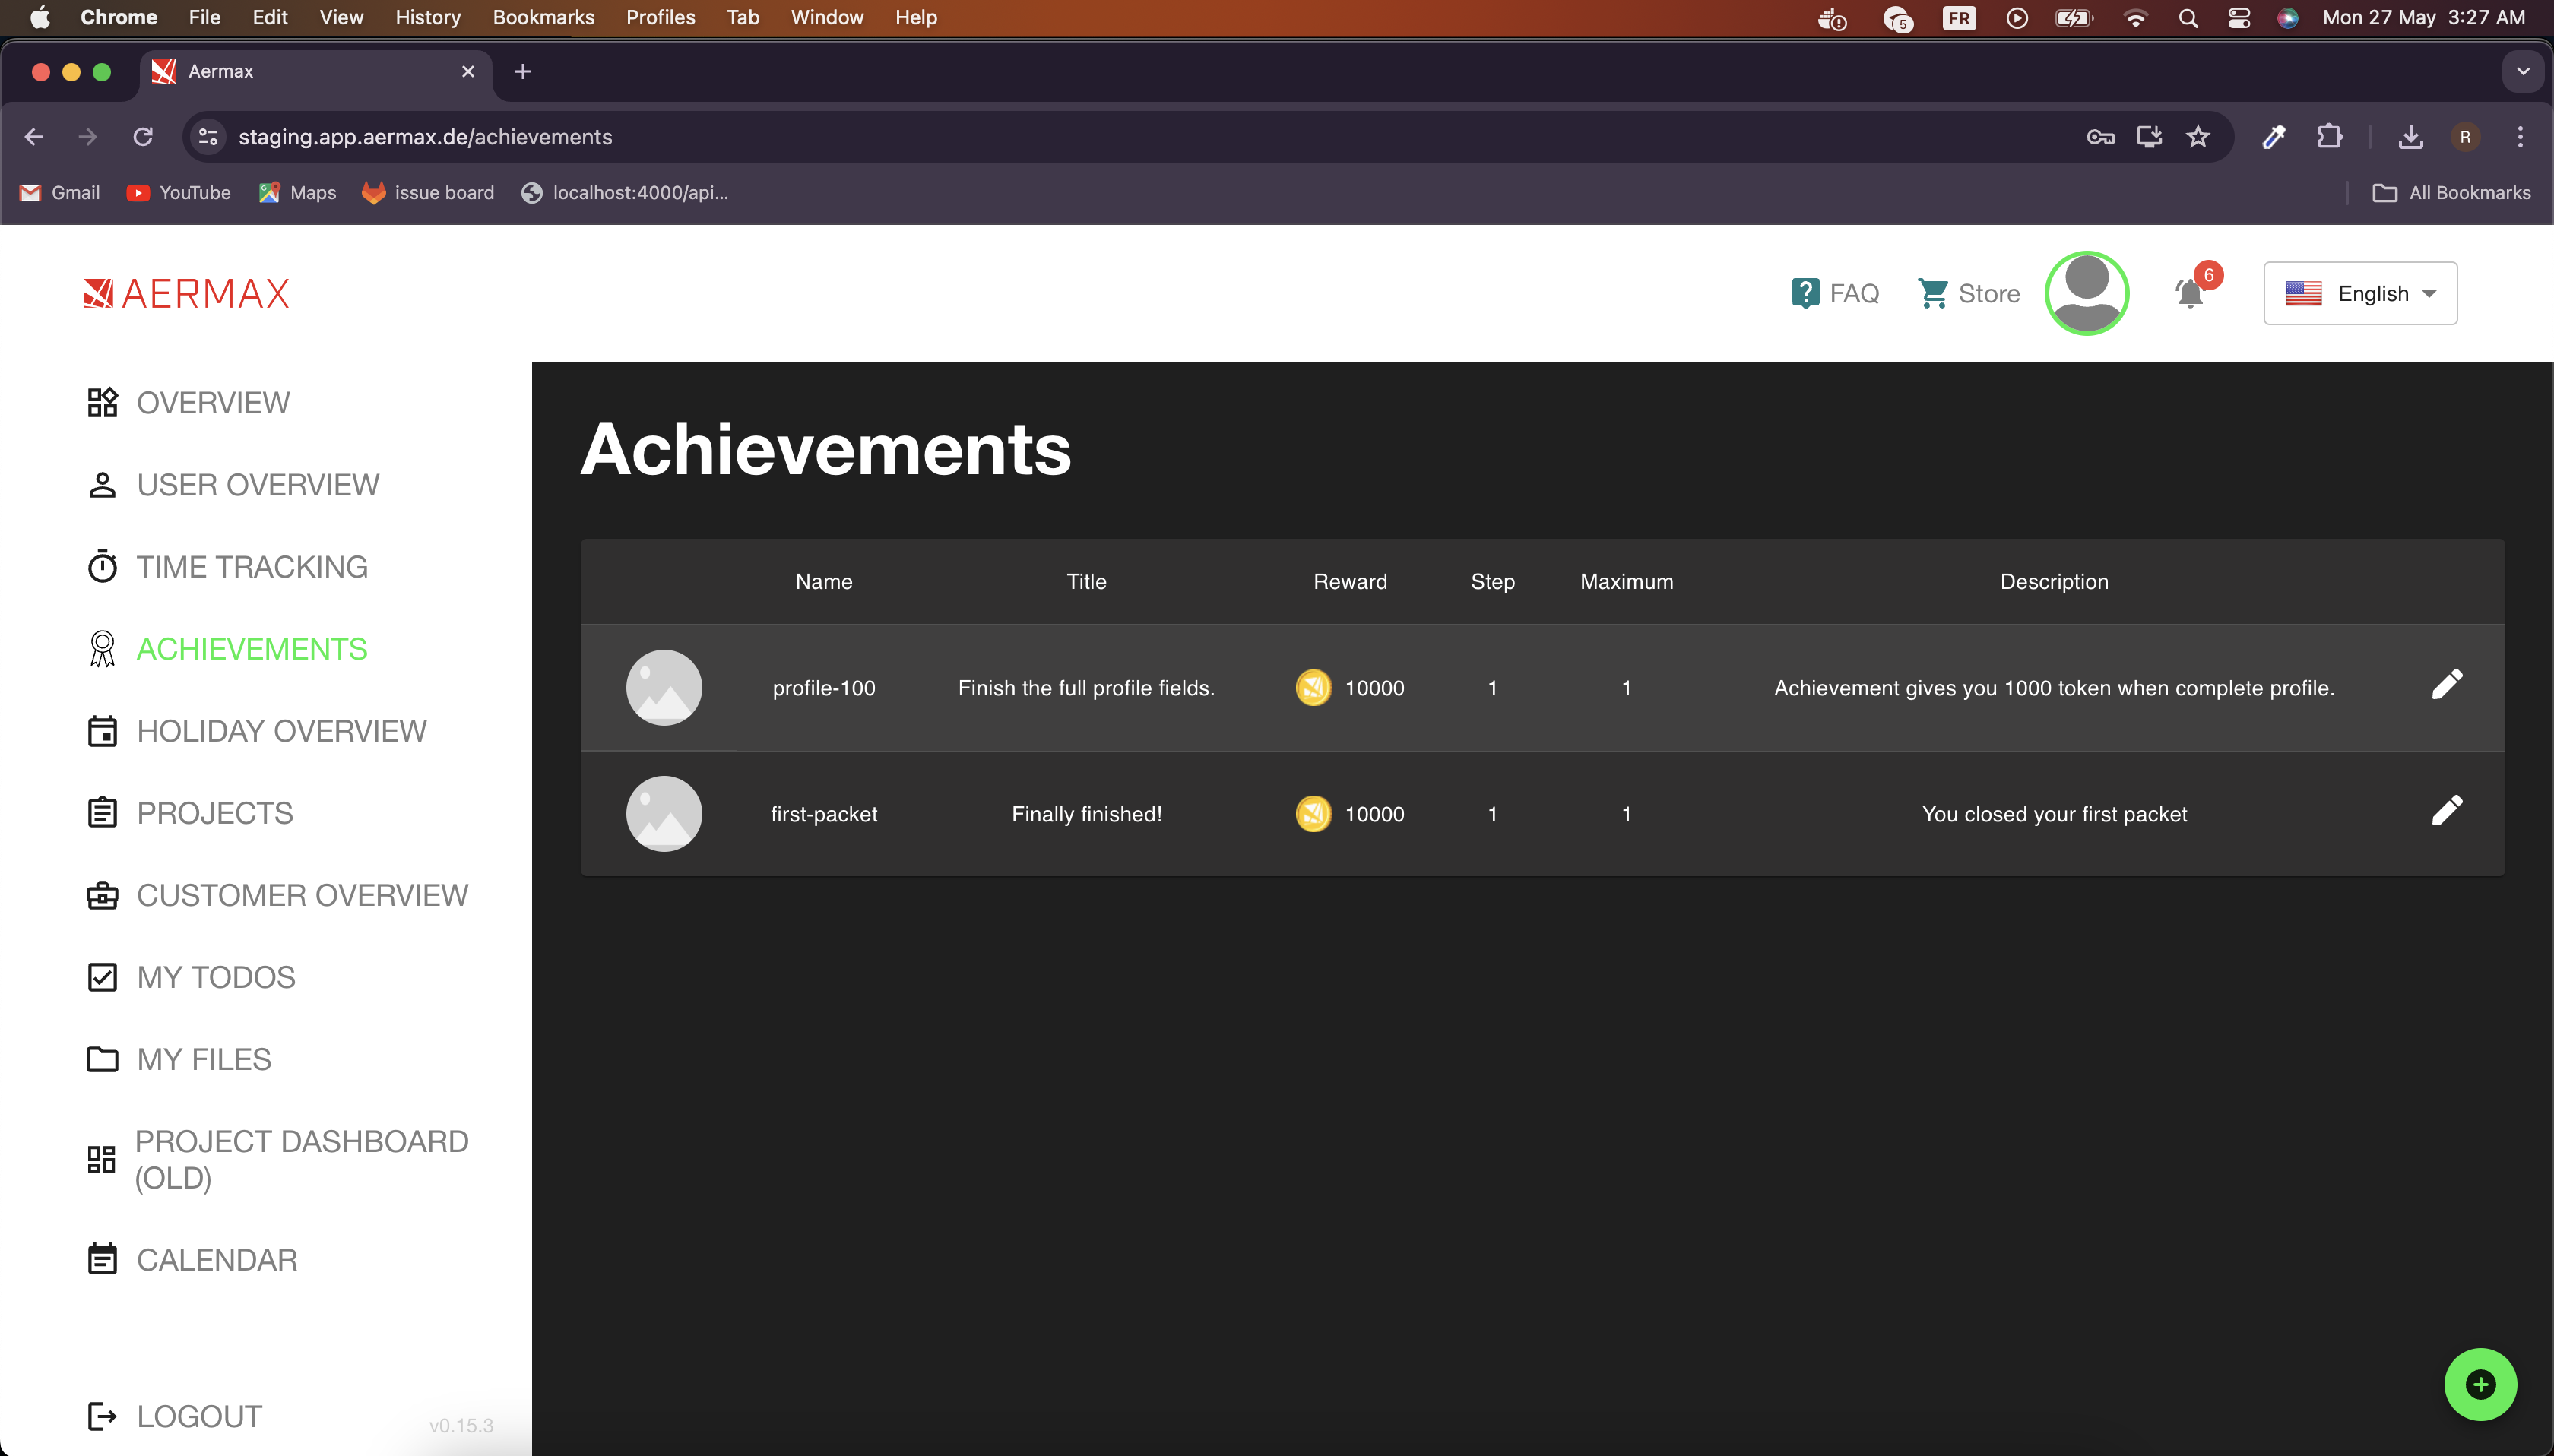 Chrome File Edit View History Bookmarks Profiles Tab Window Help 5 FR Mon 27 May 3:27 AM
Aermax
staging.app.aermax.de/achievements R
Gmail YouTube Maps issue board localhost:4000/api... All Bookmarks
AERMAX ? FAQ Store 6 English
OVERVIEW
USER OVERVIEW
TIME TRACKING
ACHIEVEMENTS
HOLIDAY OVERVIEW
PROJECTS
CUSTOMER OVERVIEW
MY TODOS
MY FILES
PROJECT DASHBOARD
(OLD)
CALENDAR
LOGOUT v0.15.3
Achievements
Name Title Reward Step Maximum Description
profile-100 Finish the full profile fields. 10000 1 1 Achievement gives you 1000 token when complete profile.
first-packet Finally finished! 10000 1 1 You closed your first packet